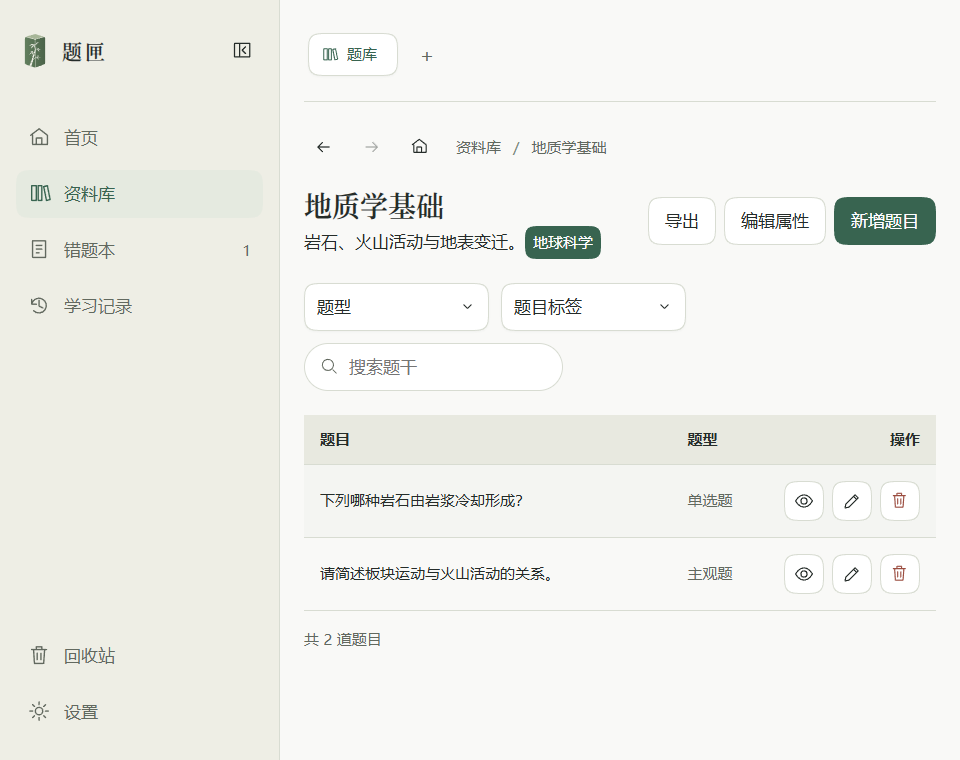 题匣
首页
资料库
错题本 1
学习记录
回收站
设置
题库 +
资料库 / 地质学基础
地质学基础
岩石、火山活动与地表变迁。 地球科学
导出 编辑属性 新增题目
题型 题目标签
搜索题干
题目 题型 操作
下列哪种岩石由岩浆冷却形成? 单选题
请简述板块运动与火山活动的关系。 主观题
共 2 道题目